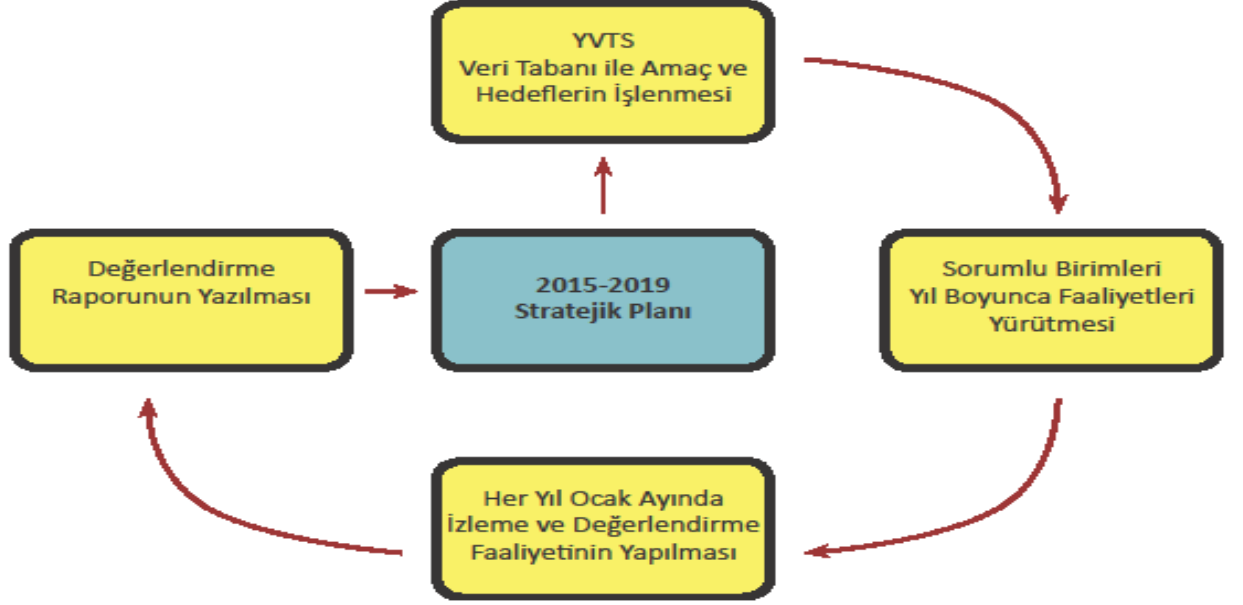 YVTS
Veri Tabanı ile Amaç ve
Hedeflerin İşlenmesi
Değerlendirme
Raporunun Yazılması
2015-2019
Stratejik Planı
Sorumlu Birimleri
Yıl Boyunca Faaliyetleri
Yürütmesi
Her Yıl Ocak Ayında
İzleme ve Değerlendirme
Faaliyetinin Yapılması